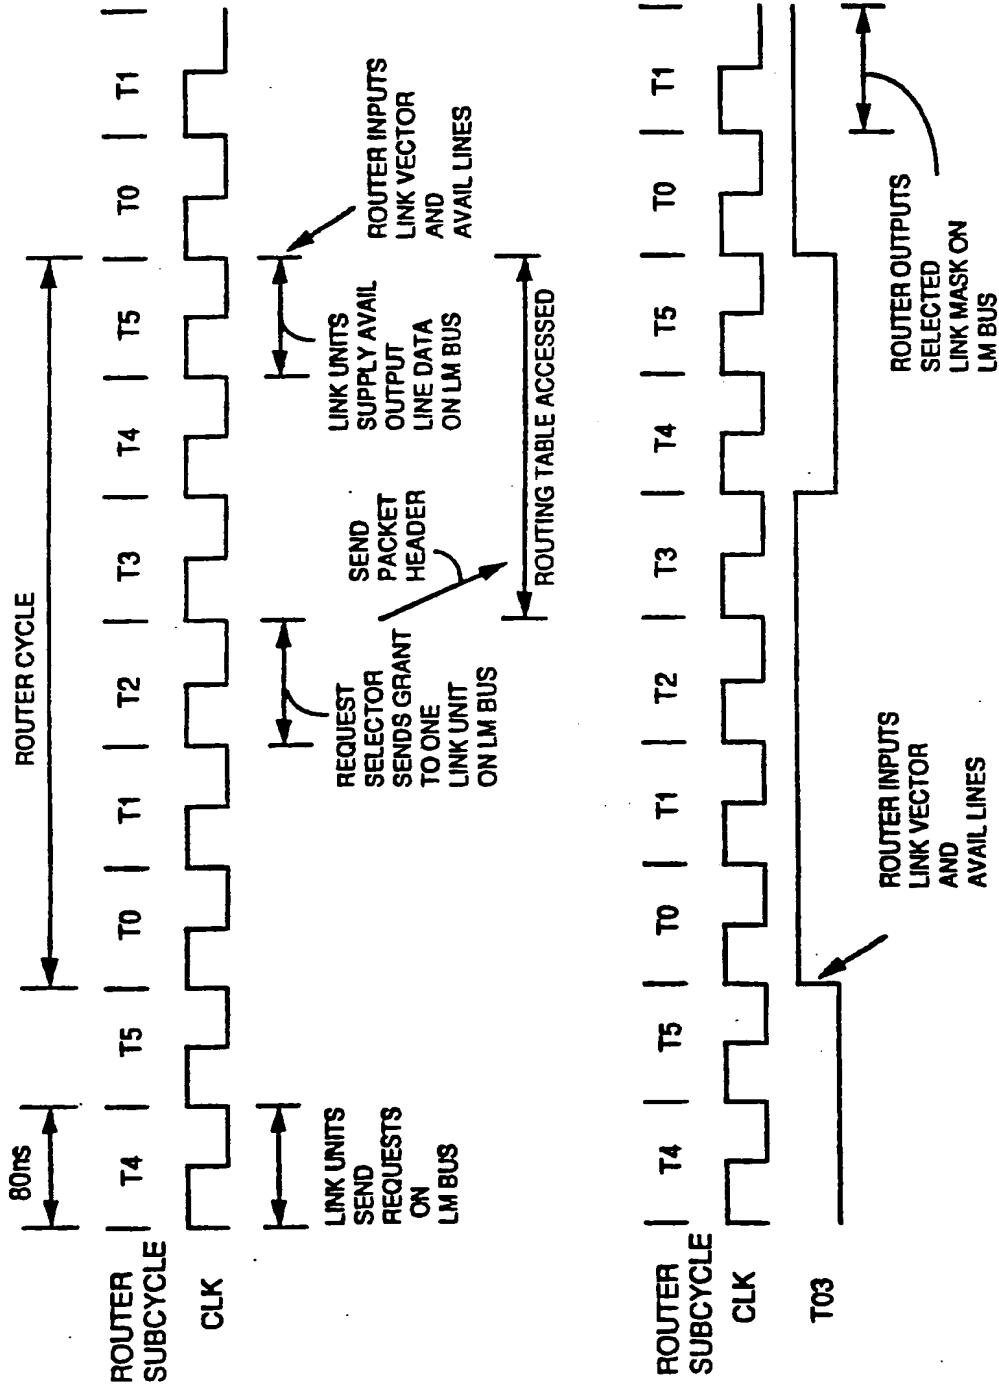 ROUTER CYCLE
80ns
ROUTER
SUBCYCLE
T4 T5 T0 T1 T2 T3 T4 T5 T0 T1
CLK
LINK UNITS
SEND
REQUESTS
ON
LM BUS
REQUEST
SELECTOR
SENDS GRANT
TO ONE
LINK UNIT
ON LM BUS
SEND
PACKET
HEADER
LINK UNITS
SUPPLY AVAIL
OUTPUT
LINE DATA
ON LM BUS
ROUTER INPUTS
LINK VECTOR
AND
AVAIL LINES
ROUTING TABLE ACCESSED
ROUTER
SUBCYCLE
T4 T5 T0 T1 T2 T3 T4 T5 T0 T1
CLK
T03
ROUTER INPUTS
LINK VECTOR
AND
AVAIL LINES
ROUTER OUTPUTS
SELECTED
LINK MASK ON
LM BUS